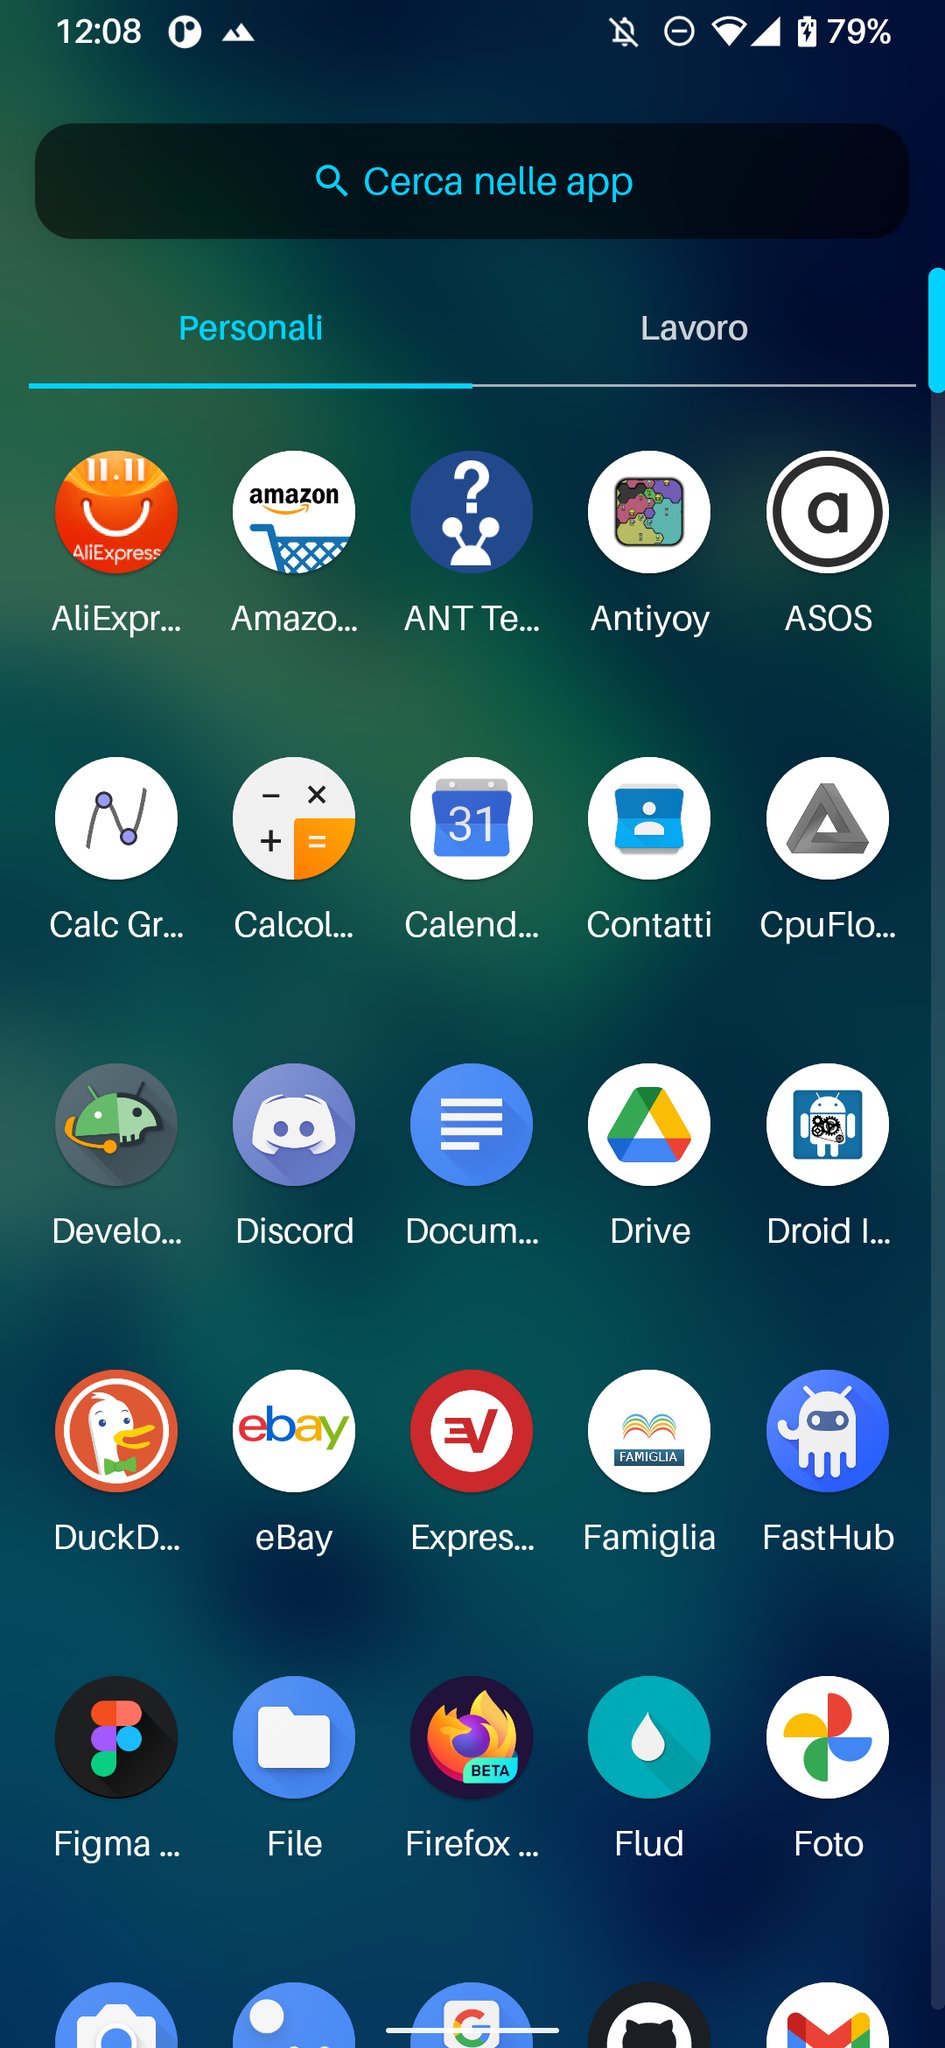 12:08 79%
Cerca nelle app
Personali Lavoro
11.11
AliExpress
amazon
?
a
AliExpr... Amazo... ANT Te... Antiyoy ASOS
− ×
+ =
31
Calc Gr... Calcol... Calend... Contatti CpuFlo...
Develo... Discord Docum... Drive Droid I...
ebay
EV
FAMIGLIA
DuckD... eBay Expres... Famiglia FastHub
BETA
Figma ... File Firefox ... Flud Foto
G